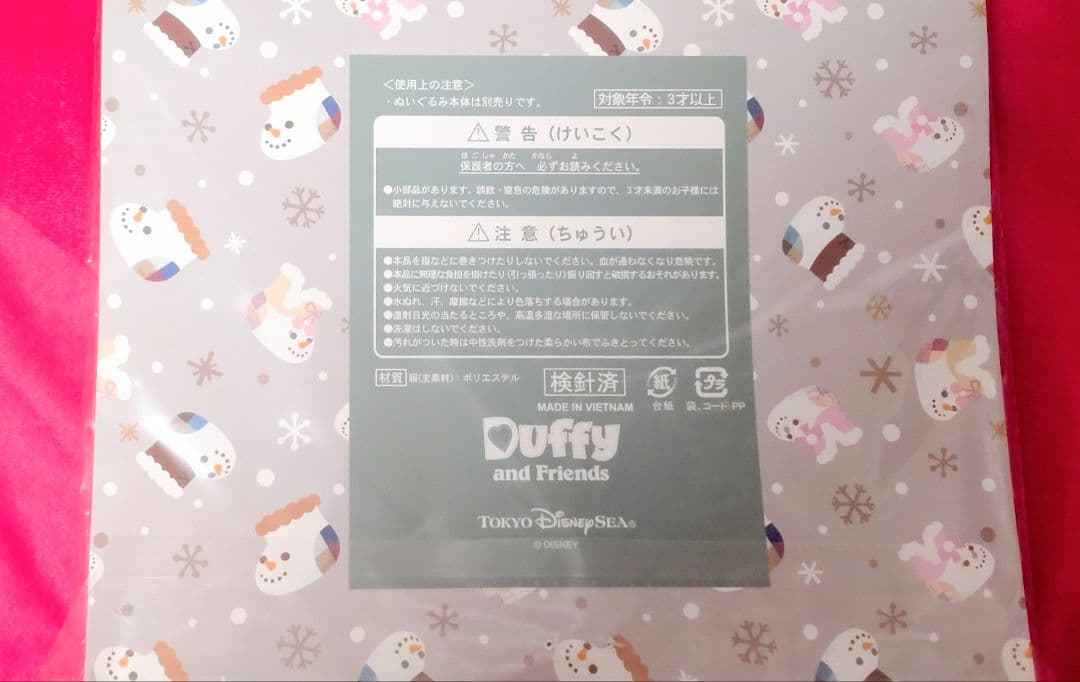 ＜使用上の注意＞
・ぬいぐるみ本体は別売りです。
対象年令：3才以上
⚠警告（けいこく）
ほごしゃ かた かなら よ
保護者の方へ 必ずお読みください。
●小部品があります。誤飲・窒息の危険がありますので、3才未満のお子様には
絶対に与えないでください。
⚠注意（ちゅうい）
●本品を指などに巻きつけたりしないでください。血が通わなくなり危険です。
●本品に無理な負担を掛けたり（引っ張ったり）振り回すと破損するおそれがあります。
●火気に近づけないでください。
●水ぬれ、汗、摩擦などにより色落ちする場合があります。
●直射日光の当たるところや、高温多湿な場所に保管しないでください。
●洗濯はしないでください。
●汚れがついた時は中性洗剤をつけた柔らかい布でふきとってください。
材質 服（主素材）：ポリエステル
検針済
紙
プラ
MADE IN VIETNAM
台紙
袋、コード PP
Duffy
and Friends
TOKYO DISNEYSEA®
© DISNEY